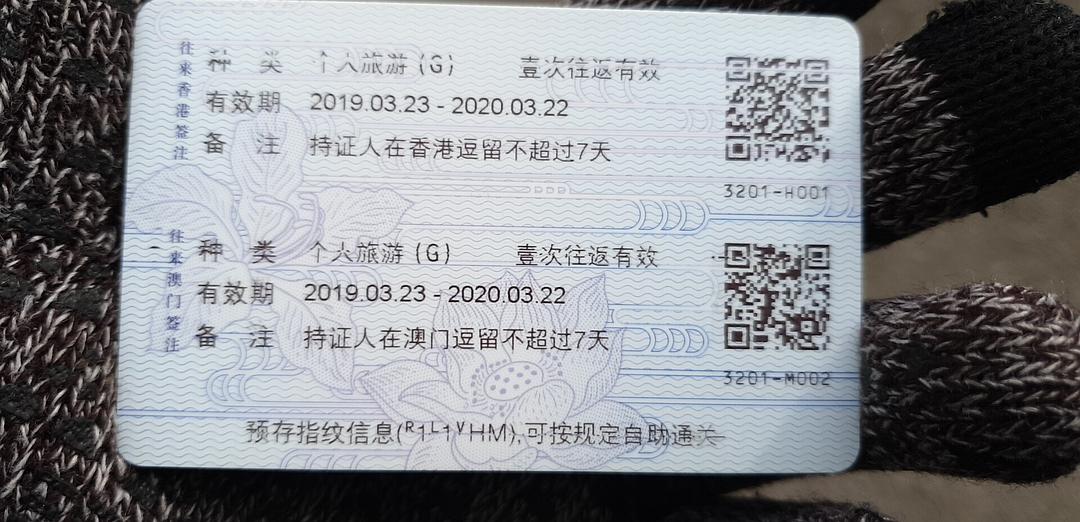 往来香港签注
种 类 个人旅游(G) 壹次往返有效
有效期 2019.03.23 - 2020.03.22
备 注 持证人在香港逗留不超过7天
3201-H001
往来澳门签注
种 类 个人旅游(G) 壹次往返有效
有效期 2019.03.23 - 2020.03.22
备 注 持证人在澳门逗留不超过7天
3201-M002
预存指纹信息(ᴿ1ᴸ1ⱽHM),可按规定自助通关